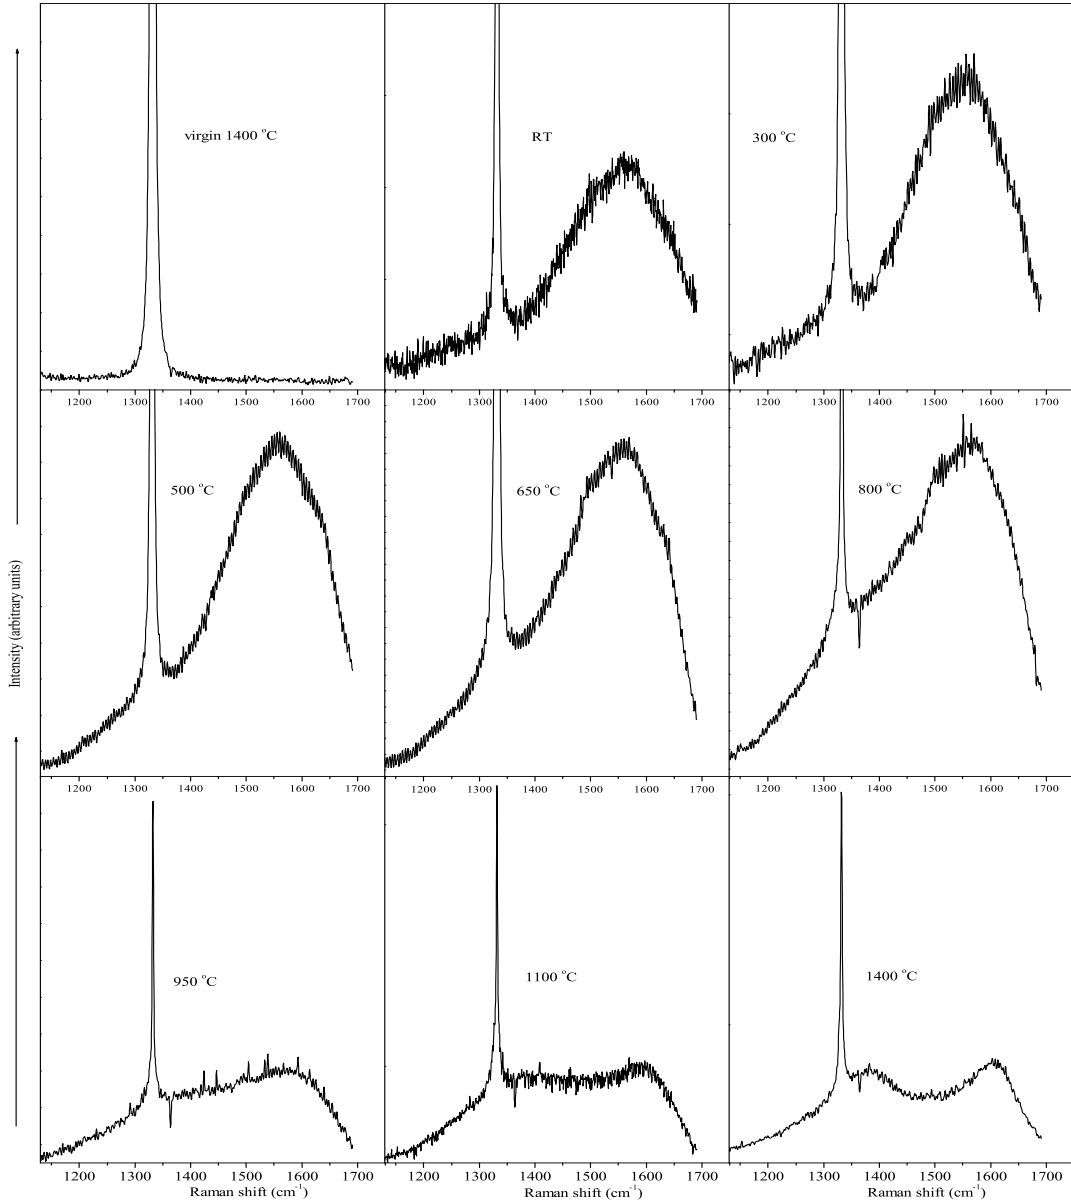 virgin 1400 °C
RT
300 °C
1200 1300 1400 1500 1600 1700
1200 1300 1400 1500 1600 1700
1200 1300 1400 1500 1600 1700
500 °C
650 °C
800 °C
1200 1300 1400 1500 1600 1700
1200 1300 1400 1500 1600 1700
1200 1300 1400 1500 1600 1700
Intensity (arbitrary units)
950 °C
1100 °C
1400 °C
1200 1300 1400 1500 1600 1700
1200 1300 1400 1500 1600 1700
1200 1300 1400 1500 1600 1700
Raman shift (cm⁻¹)
Raman shift (cm⁻¹)
Raman shift (cm⁻¹)